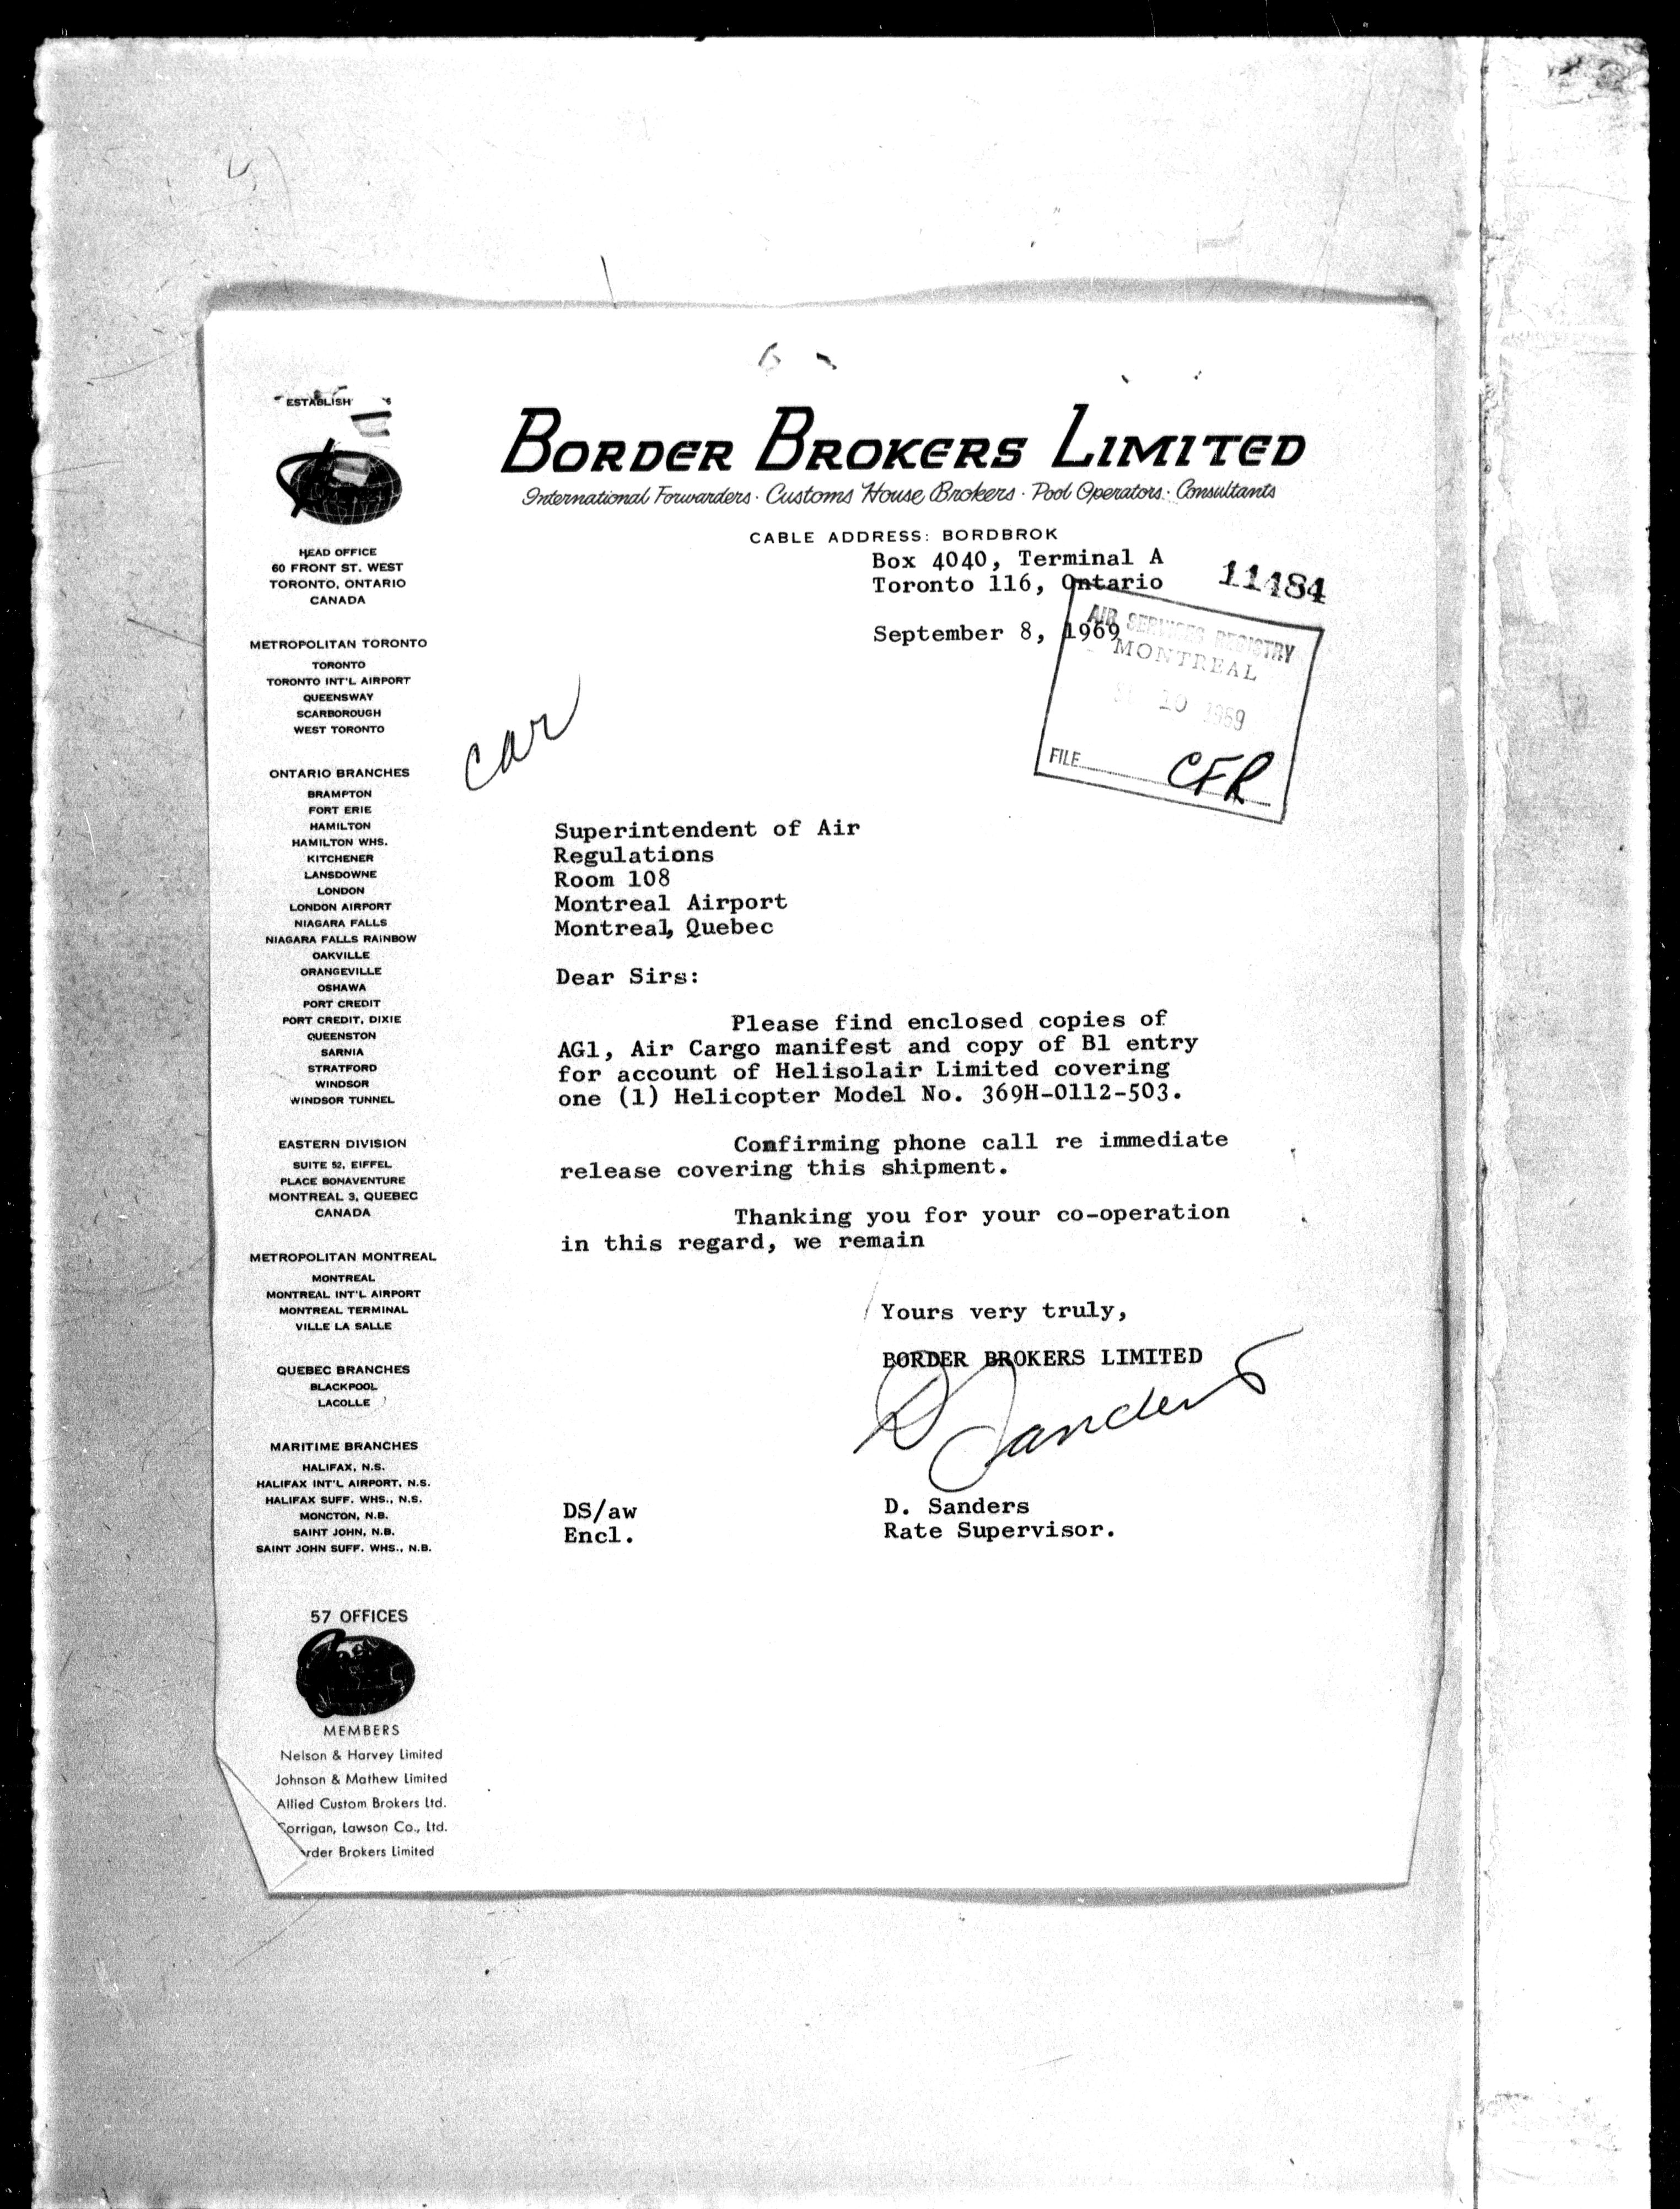 BORDER BROKERS LIMITED
International Forwarders · Customs House Brokers · Pool Operators · Consultants
CABLE ADDRESS: BORDBROK
Box 4040, Terminal A
Toronto 116, Ontario
11484
September 8, 1969
AIR SERVICES REGISTRY
MONTREAL
10 1969
FILE
CFR
car
Superintendent of Air
Regulations
Room 108
Montreal Airport
Montreal, Quebec
Dear Sirs:
Please find enclosed copies of
AG1, Air Cargo manifest and copy of B1 entry
for account of Helisolair Limited covering
one (1) Helicopter Model No. 369H-0112-503.
Confirming phone call re immediate
release covering this shipment.
Thanking you for your co-operation
in this regard, we remain
Yours very truly,
BORDER BROKERS LIMITED
D Sanders
D. Sanders
Rate Supervisor.
DS/aw
Encl.
HEAD OFFICE
60 FRONT ST. WEST
TORONTO, ONTARIO
CANADA
METROPOLITAN TORONTO
TORONTO
TORONTO INT'L AIRPORT
QUEENSWAY
SCARBOROUGH
WEST TORONTO
ONTARIO BRANCHES
BRAMPTON
FORT ERIE
HAMILTON
HAMILTON WHS.
KITCHENER
LANSDOWNE
LONDON
LONDON AIRPORT
NIAGARA FALLS
NIAGARA FALLS RAINBOW
OAKVILLE
ORANGEVILLE
OSHAWA
PORT CREDIT
PORT CREDIT, DIXIE
QUEENSTON
SARNIA
STRATFORD
WINDSOR
WINDSOR TUNNEL
EASTERN DIVISION
SUITE 52, EIFFEL
PLACE BONAVENTURE
MONTREAL 3, QUEBEC
CANADA
METROPOLITAN MONTREAL
MONTREAL
MONTREAL INT'L AIRPORT
MONTREAL TERMINAL
VILLE LA SALLE
QUEBEC BRANCHES
BLACKPOOL
LACOLLE
MARITIME BRANCHES
HALIFAX, N.S.
HALIFAX INT'L AIRPORT, N.S.
HALIFAX SUFF. WHS., N.S.
MONCTON, N.B.
SAINT JOHN, N.B.
SAINT JOHN SUFF. WHS., N.B.
57 OFFICES
MEMBERS
Nelson & Harvey Limited
Johnson & Mathew Limited
Allied Custom Brokers Ltd.
Corrigan, Lawson Co., Ltd.
rder Brokers Limited